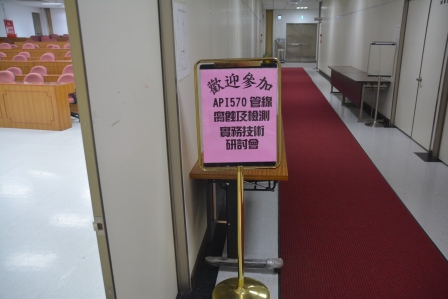 歡迎參加
API570 管線
腐蝕及檢測
實務技術
研討會